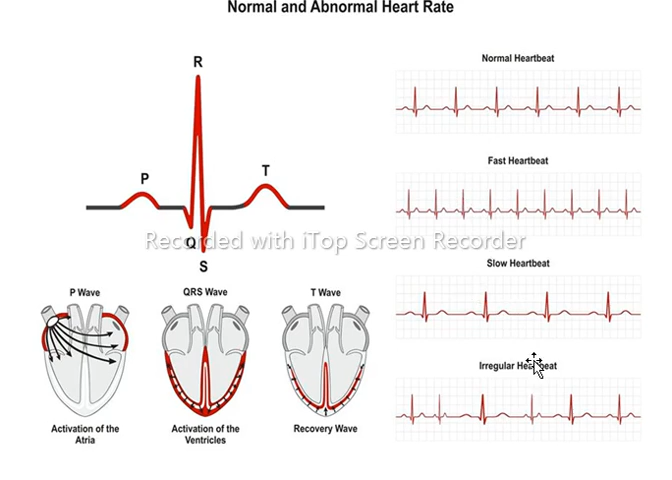 Normal and Abnormal Heart Rate
R
P
T
Q
S
Recorded with iTop Screen Recorder
Normal Heartbeat
Fast Heartbeat
Slow Heartbeat
Irregular Heartbeat
P Wave
QRS Wave
T Wave
Activation of the
Atria
Activation of the
Ventricles
Recovery Wave